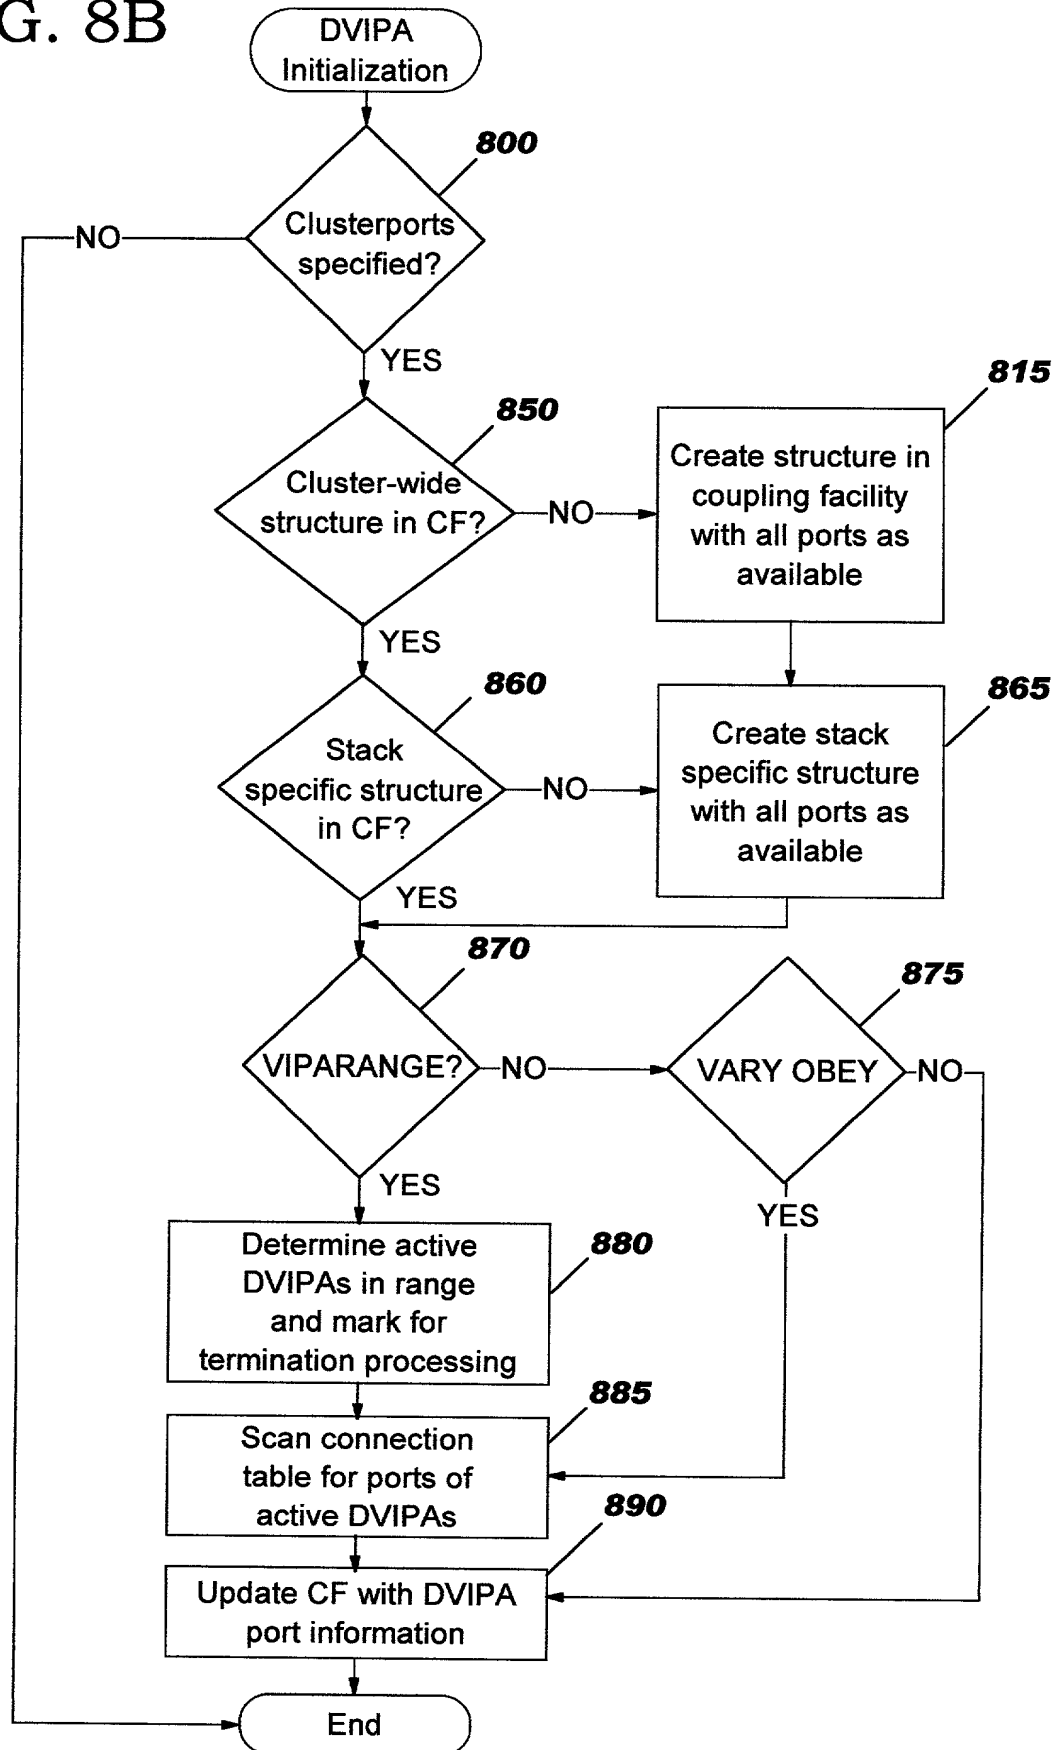 G. 8B
DVIPA
Initialization
800
Clusterports
specified?
NO
YES
850
815
Cluster-wide
structure in CF?
NO
Create structure in
coupling facility
with all ports as
available
YES
860
865
Stack
specific structure
in CF?
NO
Create stack
specific structure
with all ports as
available
YES
870
875
VIPARANGE?
NO
VARY OBEY
NO
YES
YES
880
Determine active
DVIPAs in range
and mark for
termination processing
885
Scan connection
table for ports of
active DVIPAs
890
Update CF with DVIPA
port information
End